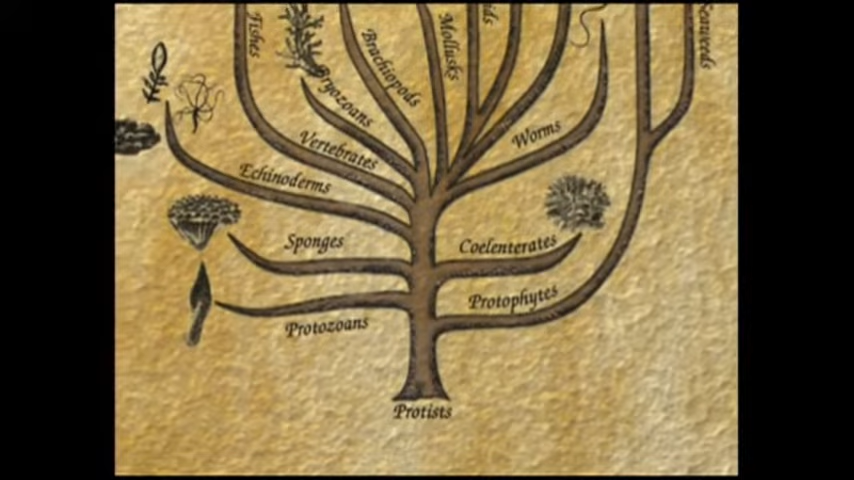 Fishes
Mollusks
Seaweeds
Brachiopods
Bryozoans
Vertebrates
Worms
Echinoderms
Sponges
Coelenterates
Protozoans
Protophytes
Protists